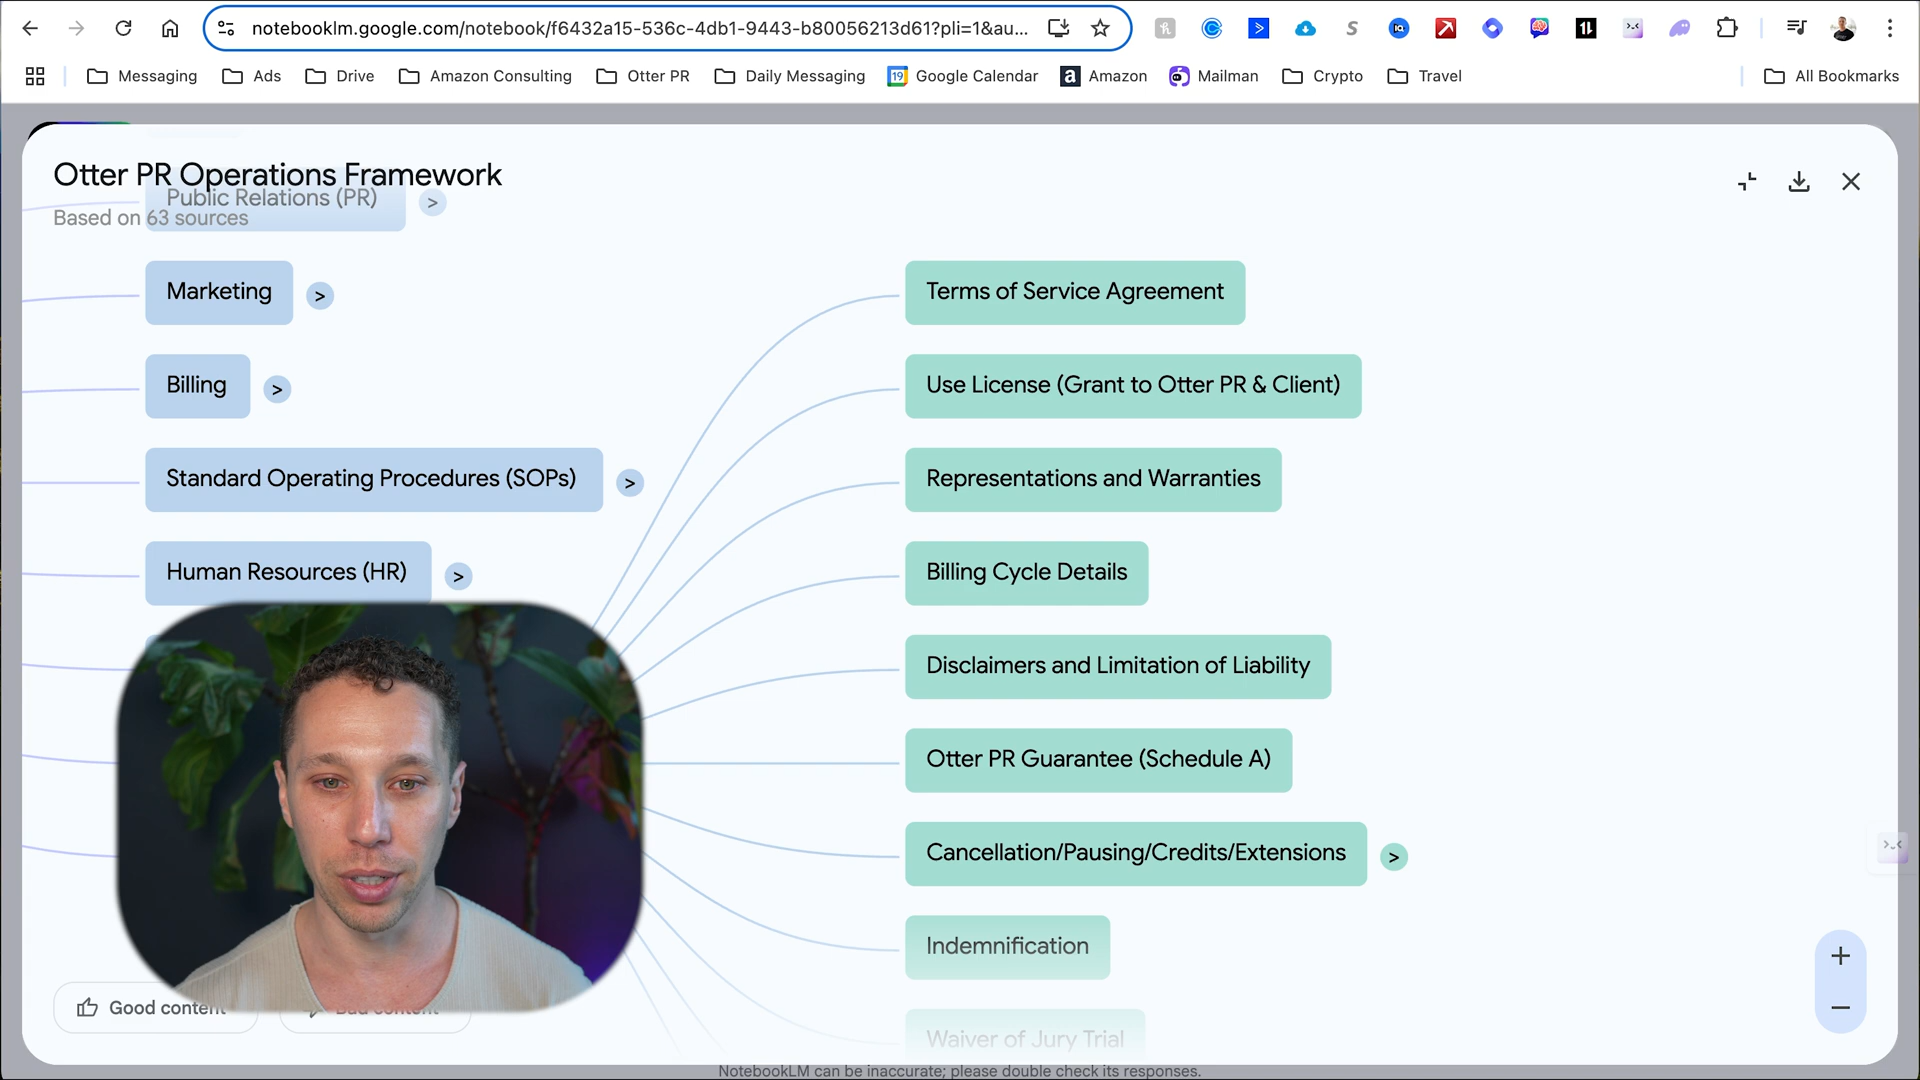 notebooklm.google.com/notebook/f6432a15-536c-4db1-9443-b80056213d61?pli=1&au...
Messaging
Ads
Drive
Amazon Consulting
Otter PR
Daily Messaging
19
Google Calendar
a
Amazon
Mailman
Crypto
Travel
All Bookmarks
Otter PR Operations Framework
Public Relations (PR)
>
Based on 63 sources
Marketing
>
Terms of Service Agreement
Billing
>
Use License (Grant to Otter PR & Client)
Standard Operating Procedures (SOPs)
>
Representations and Warranties
Human Resources (HR)
>
Billing Cycle Details
Disclaimers and Limitation of Liability
Otter PR Guarantee (Schedule A)
Cancellation/Pausing/Credits/Extensions
>
Indemnification
Good content
Bad content
Waiver of Jury Trial
NotebookLM can be inaccurate; please double check its responses.